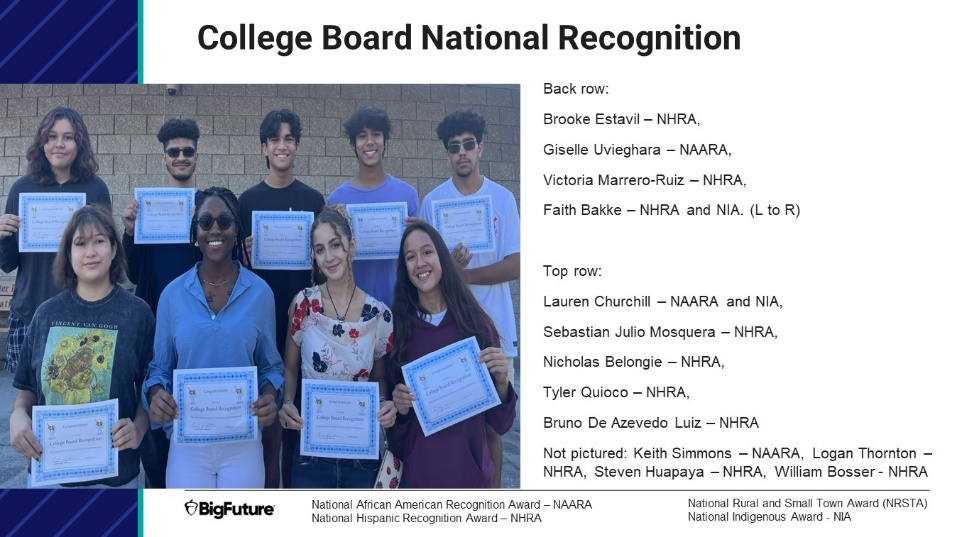 College Board National Recognition
Back row:
Brooke Estavil – NHRA,
Giselle Uvieghara – NAARA,
Victoria Marrero-Ruiz – NHRA,
Faith Bakke – NHRA and NIA. (L to R)
Top row:
Lauren Churchill – NAARA and NIA,
Sebastian Julio Mosquera – NHRA,
Nicholas Belongie – NHRA,
Tyler Quioco – NHRA,
Bruno De Azevedo Luiz – NHRA
Not pictured: Keith Simmons – NAARA, Logan Thornton –
NHRA, Steven Huapaya – NHRA, William Bosser - NHRA
VINCENT VAN GOGH
College Board Recognition
College Board Recognition
College Board Recognition
College Board Recognition
BigFuture
National African American Recognition Award – NAARA
National Hispanic Recognition Award – NHRA
National Rural and Small Town Award (NRSTA)
National Indigenous Award - NIA